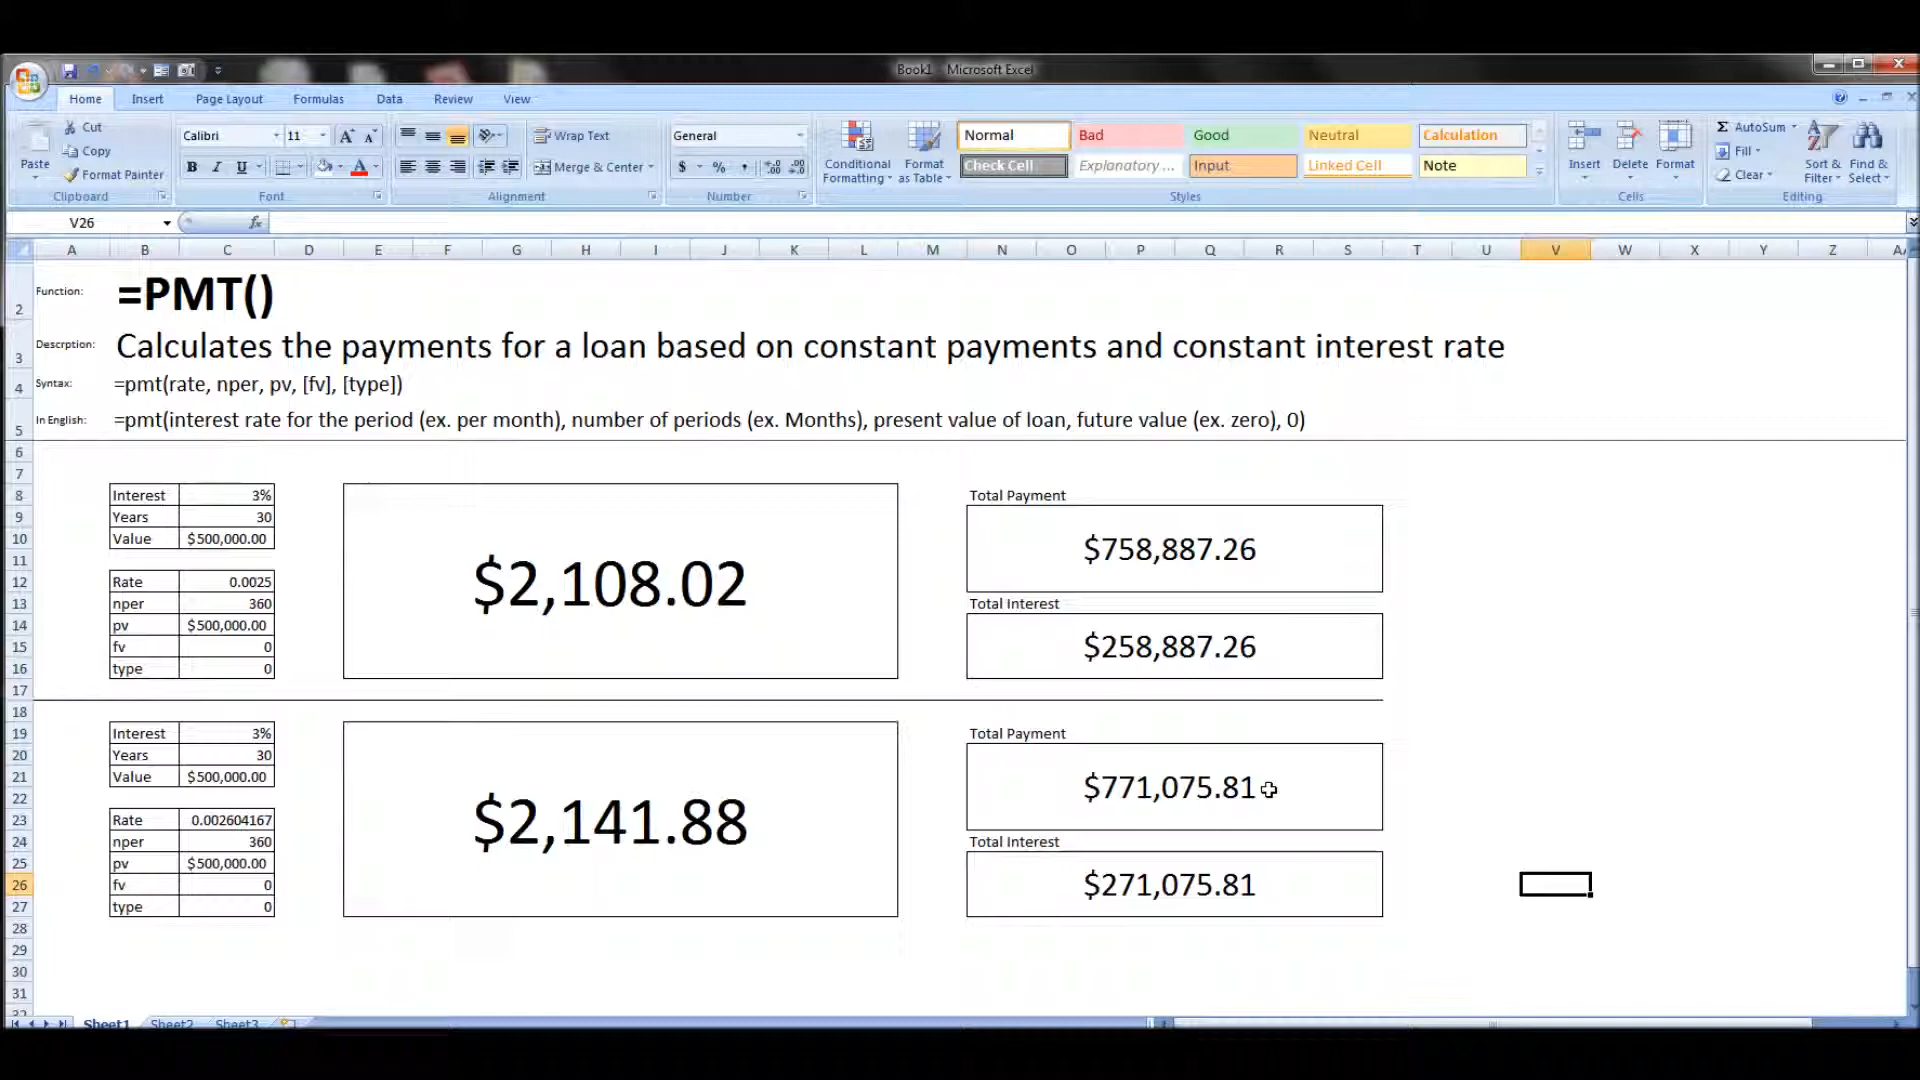 Book1 - Microsoft Excel
Home Insert Page Layout Formulas Data Review View
Cut
Copy
Format Painter
Paste
Clipboard
Calibri 11
Font
Wrap Text
Merge & Center
Alignment
General
$ % ,
Number
Conditional Formatting
Format as Table
Normal Bad Good Neutral Calculation
Check Cell Explanatory ... Input Linked Cell Note
Styles
Insert Delete Format
Cells
Σ AutoSum
Fill
Clear
Sort & Filter
Find & Select
Editing
V26 fx
A B C D E F G H I J K L M N O P Q R S T U V W X Y Z
2 Function: =PMT()
3 Descrption: Calculates the payments for a loan based on constant payments and constant interest rate
4 Syntax: =pmt(rate, nper, pv, [fv], [type])
5 In English: =pmt(interest rate for the period (ex. per month), number of periods (ex. Months), present value of loan, future value (ex. zero), 0)
6
7
8 Interest 3% Total Payment
9 Years 30
10 Value $500,000.00
$758,887.26
11
12 Rate 0.0025
$2,108.02
13 nper 360 Total Interest
14 pv $500,000.00
15 fv 0 $258,887.26
16 type 0
17
18
19 Interest 3% Total Payment
20 Years 30
21 Value $500,000.00
$771,075.81
22
23 Rate 0.002604167
$2,141.88
24 nper 360 Total Interest
25 pv $500,000.00
26 fv 0 $271,075.81
27 type 0
28
29
30
31
Sheet1 Sheet2 Sheet3